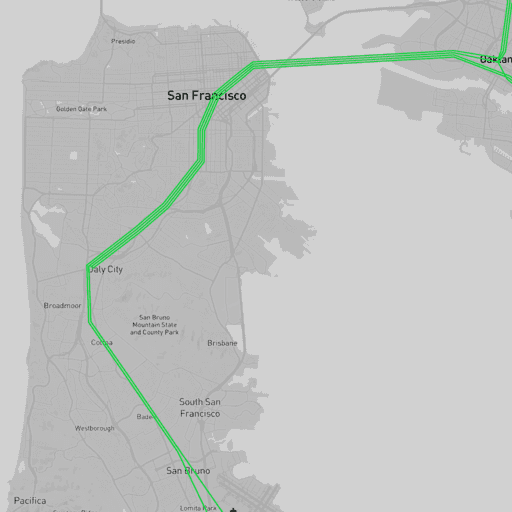 Presidio
Oaklan
San Francisco
Golden Gate Park
Daly City
Broadmoor
San Bruno
Mountain State
and County Park
Colma
Brisbane
South San
Francisco
Baden
Westborough
San Bruno
Pacifica
Lomita Park